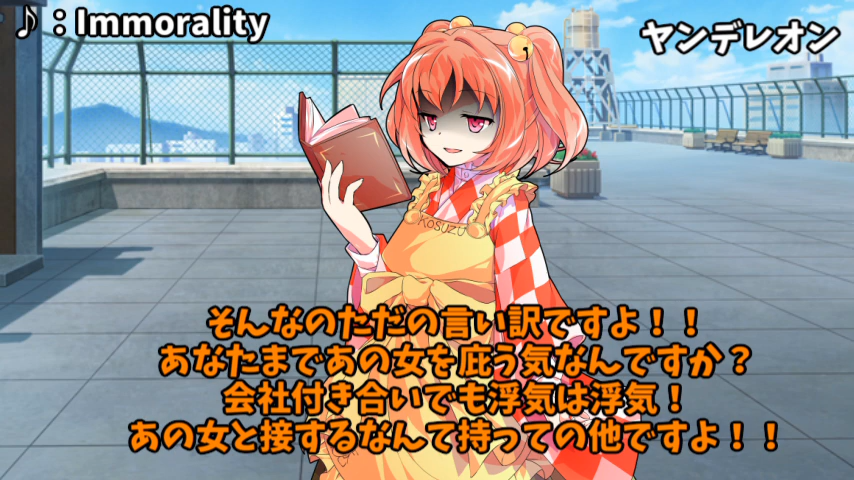 ♪：Immorality
ヤンデレオン
KOSUZU
そんなのただの言い訳ですよ！！
あなたまであの女を庇う気なんですか？
会社付き合いでも浮気は浮気！
あの女と接するなんて持っての他ですよ！！